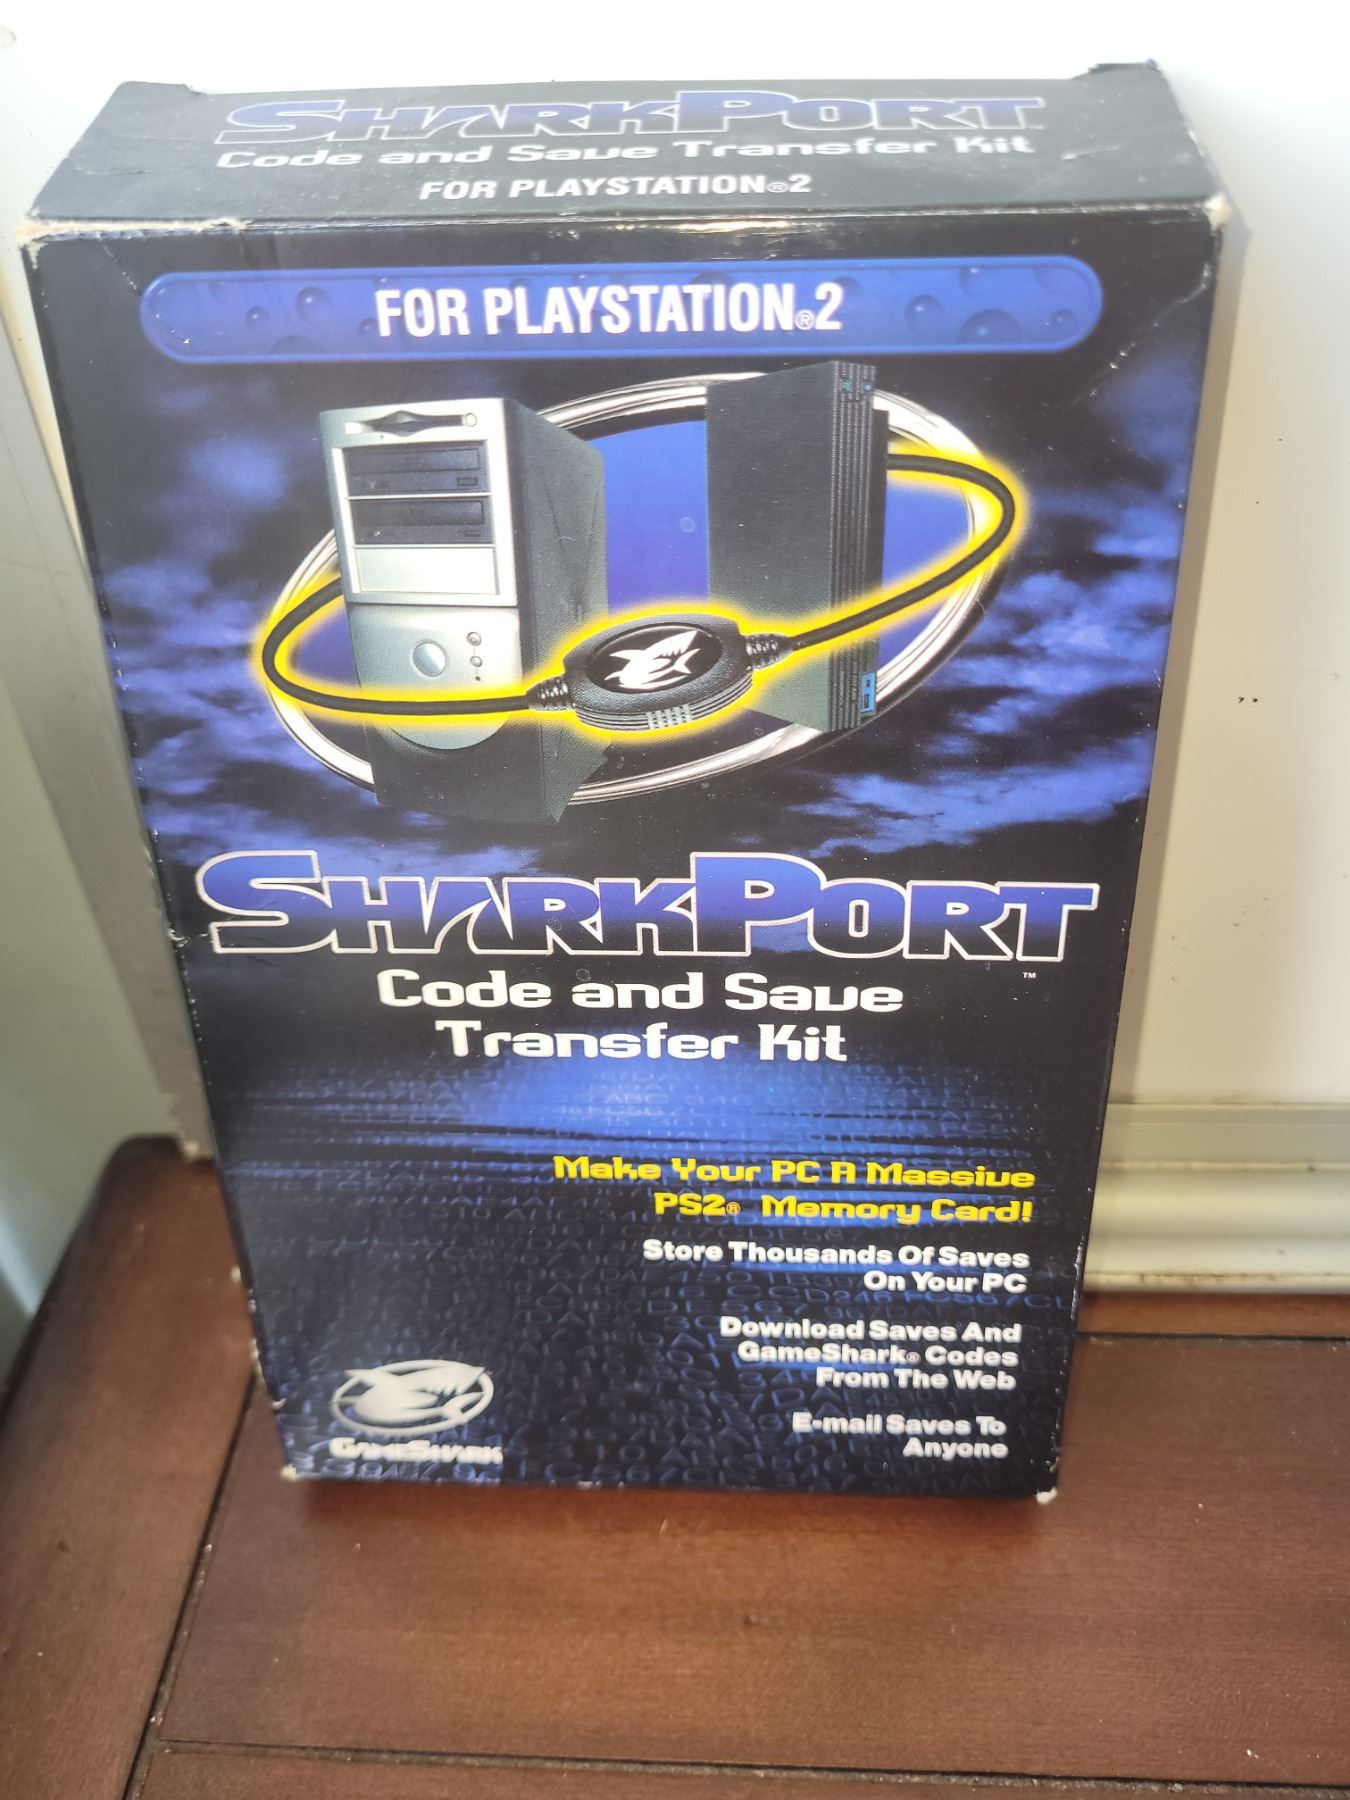 SHARKPORT
Code and Save Transfer Kit
FOR PLAYSTATION®2
FOR PLAYSTATION®2
SHARKPORT
™
Code and Save
Transfer Kit
Make Your PC A Massive
PS2® Memory Card!
Store Thousands Of Saves
On Your PC
Download Saves And
GameShark® Codes
From The Web
E-mail Saves To
Anyone
GAMESHARK